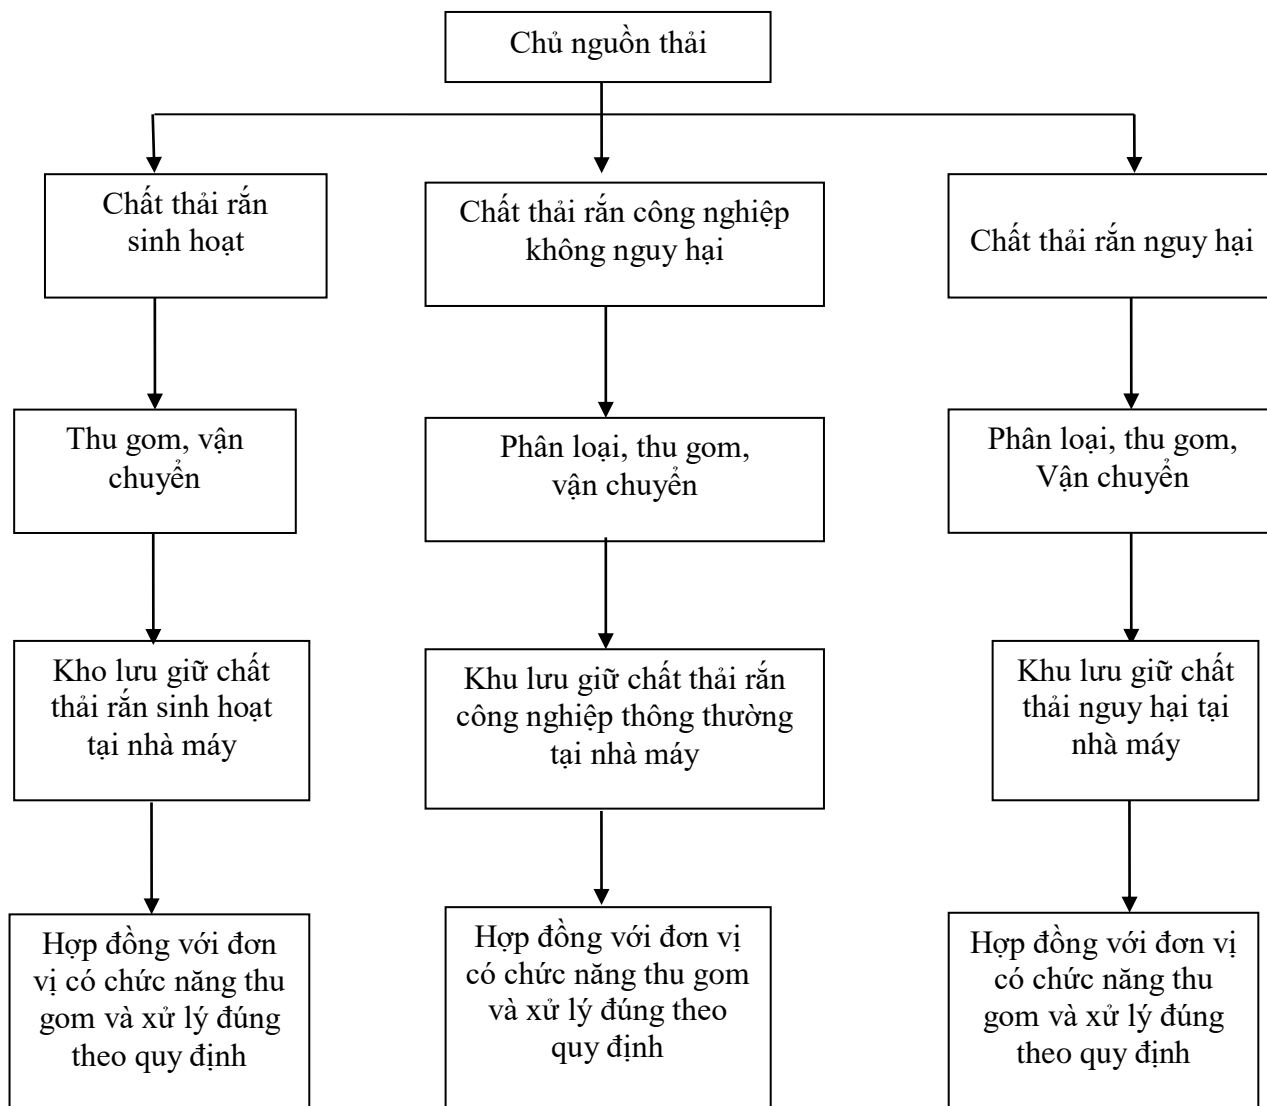 Chủ nguồn thải
Chất thải rắn
sinh hoạt
Chất thải rắn công nghiệp
không nguy hại
Chất thải rắn nguy hại
Thu gom, vận
chuyển
Phân loại, thu gom,
vận chuyển
Phân loại, thu gom,
Vận chuyển
Kho lưu giữ chất
thải rắn sinh hoạt
tại nhà máy
Khu lưu giữ chất thải rắn
công nghiệp thông thường
tại nhà máy
Khu lưu giữ chất
thải nguy hại tại
nhà máy
Hợp đồng với đơn
vị có chức năng thu
gom và xử lý đúng
theo quy định
Hợp đồng với đơn vị
có chức năng thu gom
và xử lý đúng theo
quy định
Hợp đồng với đơn vị
có chức năng thu
gom và xử lý đúng
theo quy định